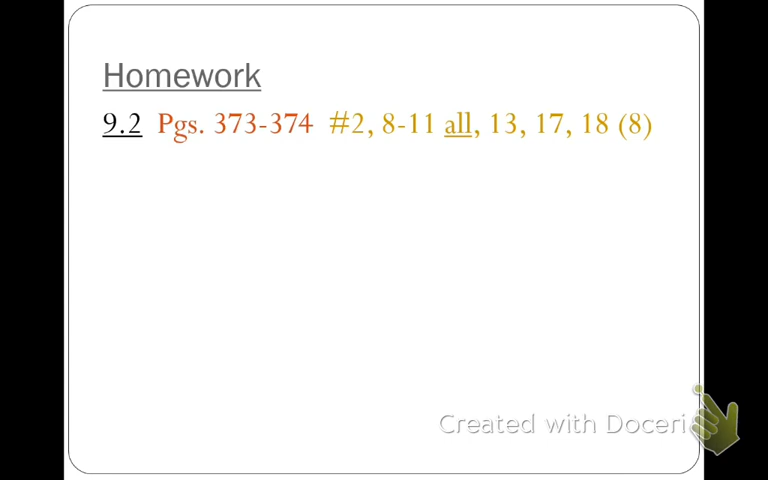 Homework
9.2 Pgs. 373-374 #2, 8-11 all, 13, 17, 18 (8)
Created with Doceri